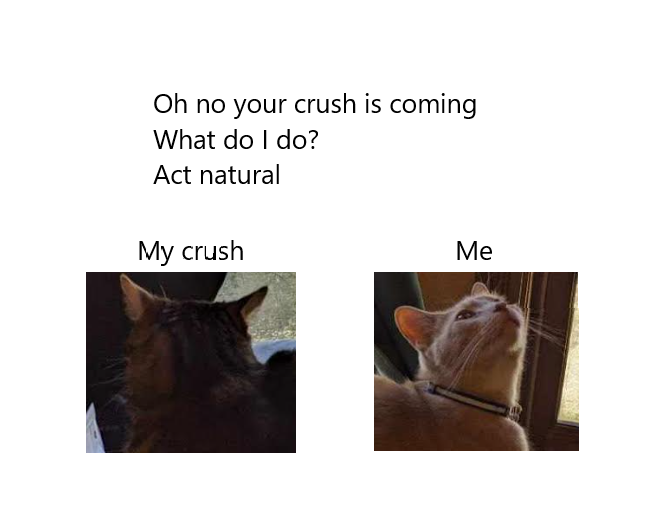 Oh no your crush is coming
What do I do?
Act natural
My crush
Me